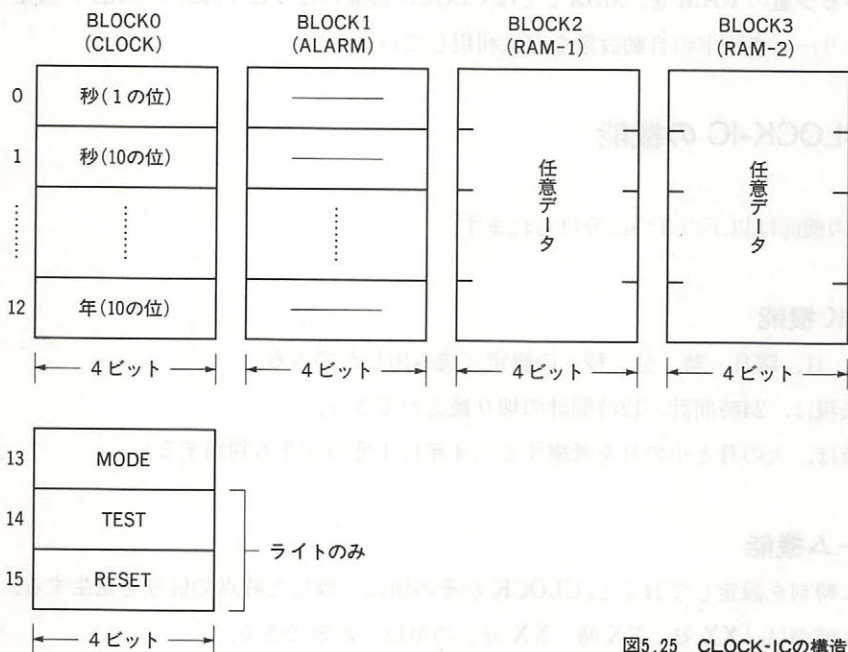 BLOCK0 BLOCK1 BLOCK2 BLOCK3
(CLOCK) (ALARM) (RAM-1) (RAM-2)
0 秒(1の位)
1 秒(10の位)
任意データ 任意データ
12 年(10の位)
4ビット 4ビット 4ビット 4ビット
13 MODE
14 TEST
ライトのみ
15 RESET
4ビット
図5.25 CLOCK-ICの構造